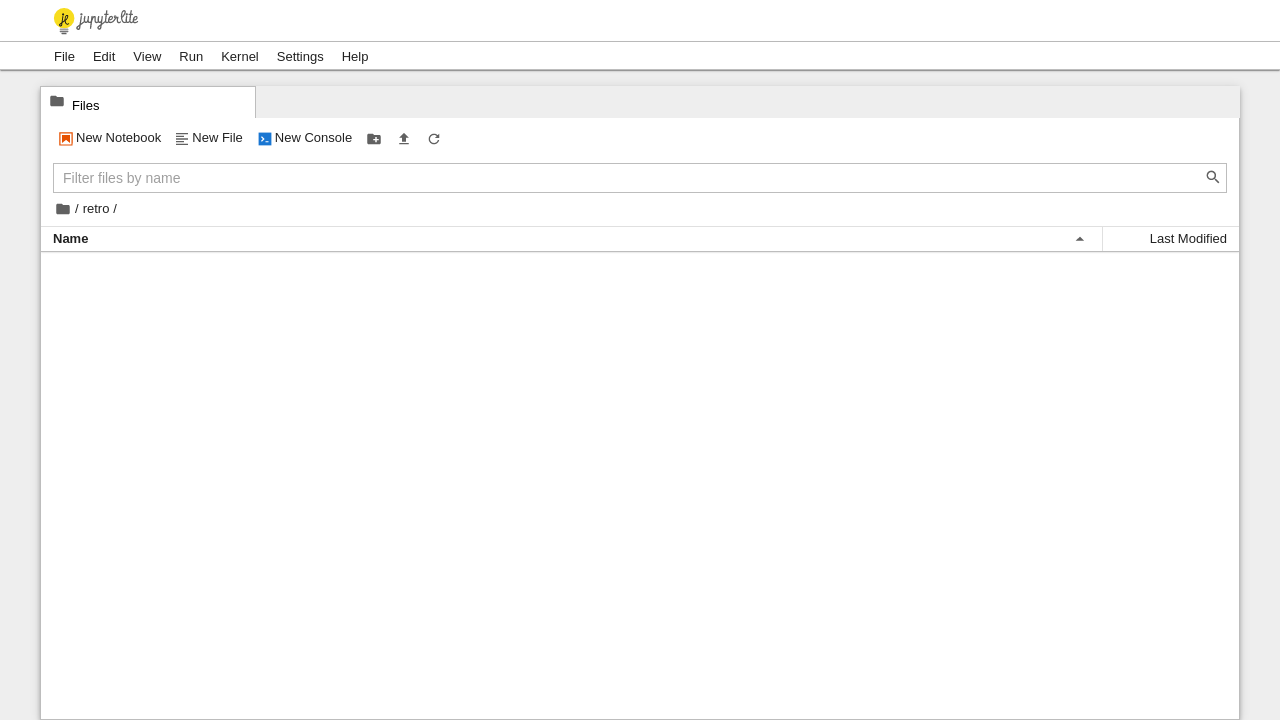 jupyterlite
File Edit View Run Kernel Settings Help
Files
New Notebook New File New Console
Filter files by name
/ retro /
Name Last Modified